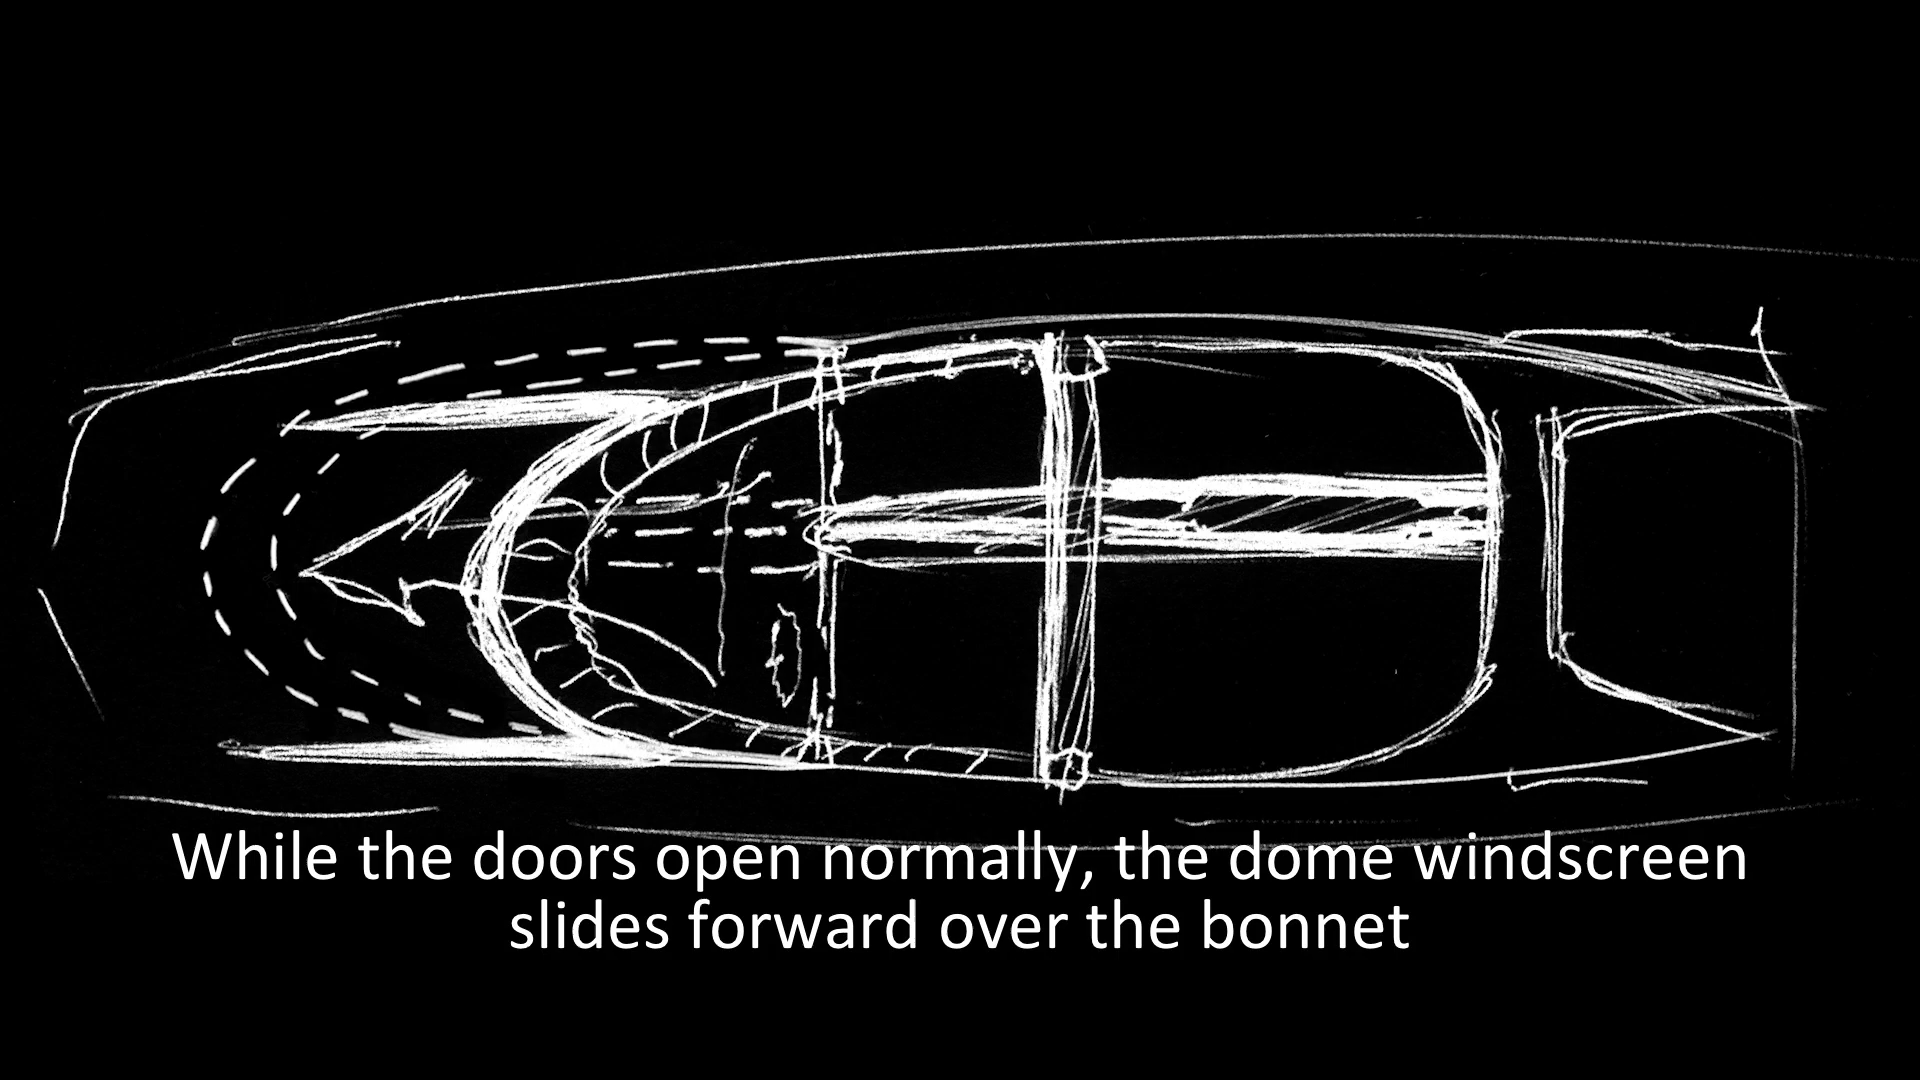 While the doors open normally, the dome windscreen
slides forward over the bonnet